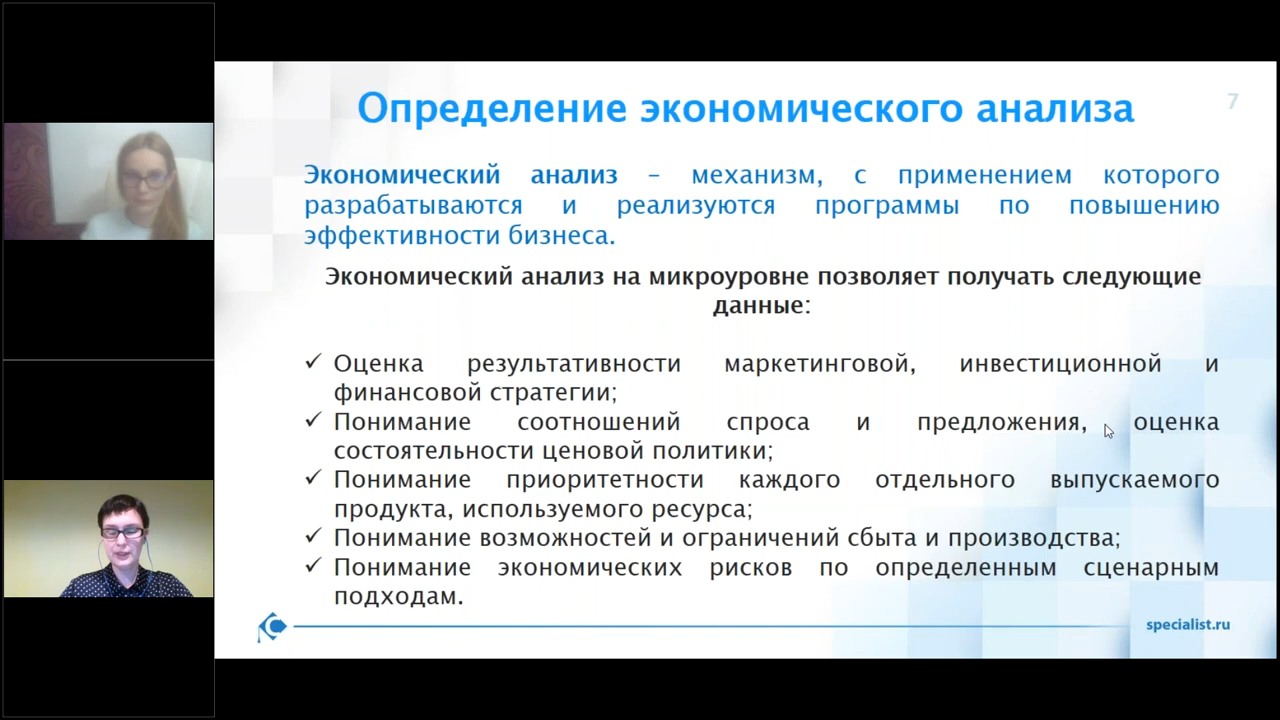 Определение экономического анализа
7
Экономический анализ – механизм, с применением которого
разрабатываются и реализуются программы по повышению
эффективности бизнеса.
Экономический анализ на микроуровне позволяет получать следующие
данные:
✓ Оценка результативности маркетинговой, инвестиционной и
финансовой стратегии;
✓ Понимание соотношений спроса и предложения, оценка
состоятельности ценовой политики;
✓ Понимание приоритетности каждого отдельного выпускаемого
продукта, используемого ресурса;
✓ Понимание возможностей и ограничений сбыта и производства;
✓ Понимание экономических рисков по определенным сценарным
подходам.
specialist.ru